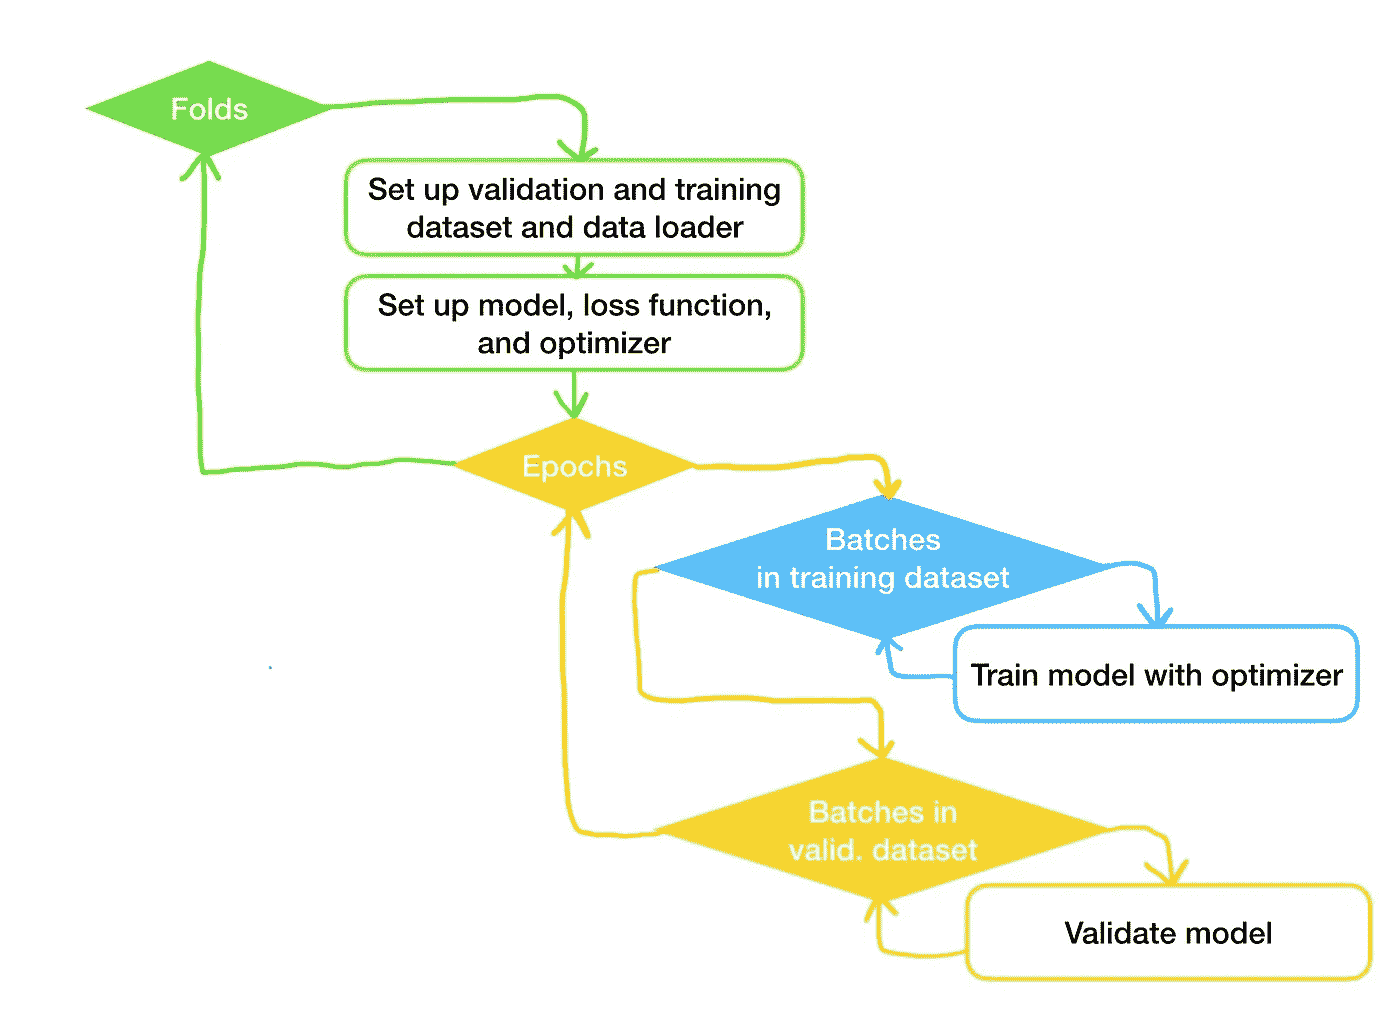 Folds
Set up validation and training
dataset and data loader
Set up model, loss function,
and optimizer
Epochs
Batches
in training dataset
Train model with optimizer
Batches in
valid. dataset
Validate model